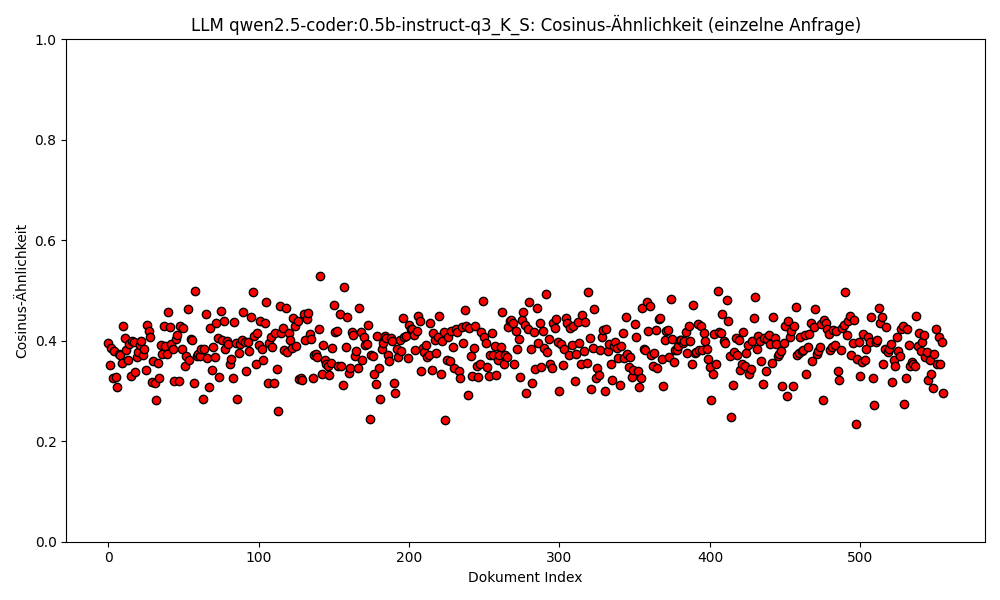 LLM qwen2.5-coder:0.5b-instruct-q3_K_S: Cosinus-Ähnlichkeit (einzelne Anfrage)
1.0
0.8
0.6
0.4
0.2
0.0
Cosinus-Ähnlichkeit
0 100 200 300 400 500
Dokument Index